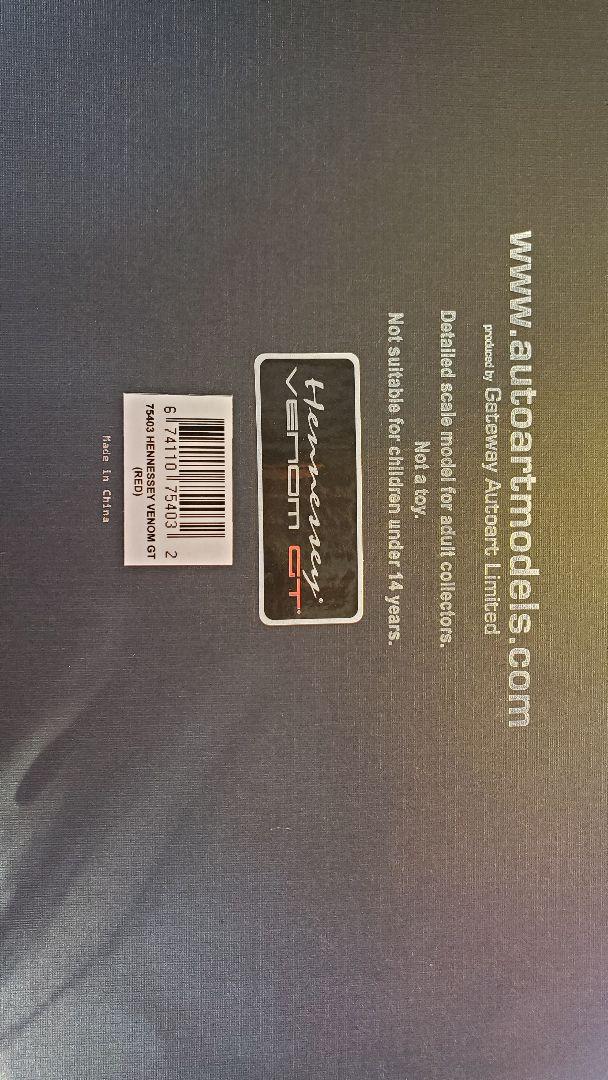 www.autoartmodels.com
produced by Gateway Autoart Limited
Detailed scale model for adult collectors.
Not a toy.
Not suitable for children under 14 years.
Hennessey®
VENOM GT®
6 74110 75403 2
75403 HENNESSEY VENOM GT
(RED)
Made in China